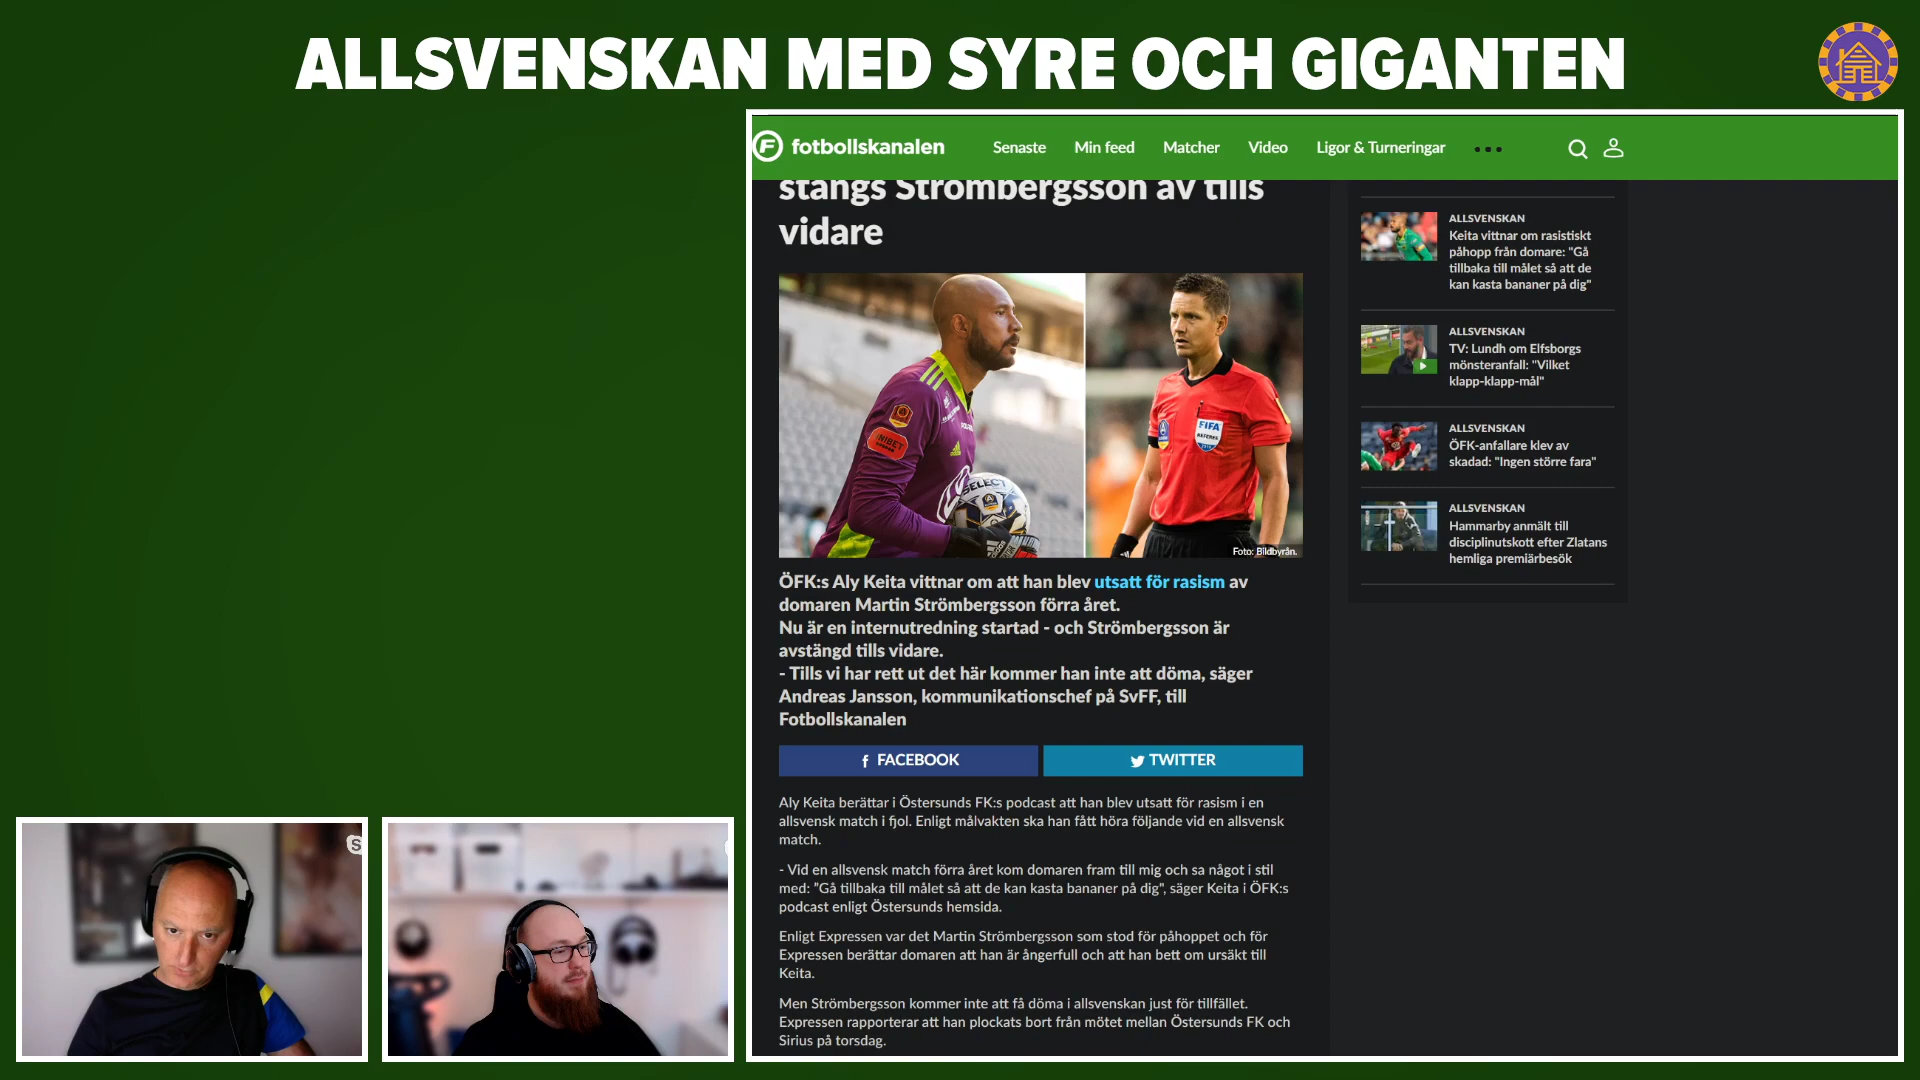 ALLSVENSKAN MED SYRE OCH GIGANTEN
fotbollskanalen
Senaste
Min feed
Matcher
Video
Ligor & Turneringar
stängs Strömbergsson av tills
vidare
UNIBET
SELECT
adidas
FIFA
REFEREE
Foto: Bildbyrån.
ÖFK:s Aly Keita vittnar om att han blev utsatt för rasism av
domaren Martin Strömbergsson förra året.
Nu är en internutredning startad - och Strömbergsson är
avstängd tills vidare.
- Tills vi har rett ut det här kommer han inte att döma, säger
Andreas Jansson, kommunikationschef på SvFF, till
Fotbollskanalen
FACEBOOK
TWITTER
Aly Keita berättar i Östersunds FK:s podcast att han blev utsatt för rasism i en
allsvensk match i fjol. Enligt målvakten ska han fått höra följande vid en allsvensk
match.
- Vid en allsvensk match förra året kom domaren fram till mig och sa något i stil
med: "Gå tillbaka till målet så att de kan kasta bananer på dig", säger Keita i ÖFK:s
podcast enligt Östersunds hemsida.
Enligt Expressen var det Martin Strömbergsson som stod för påhoppet och för
Expressen berättar domaren att han är ångerfull och att han bett om ursäkt till
Keita.
Men Strömbergsson kommer inte att få döma i allsvenskan just för tillfället.
Expressen rapporterar att han plockats bort från mötet mellan Östersunds FK och
Sirius på torsdag.
ALLSVENSKAN
Keita vittnar om rasistiskt
påhopp från domare: "Gå
tillbaka till målet så att de
kan kasta bananer på dig"
ALLSVENSKAN
TV: Lundh om Elfsborgs
mönsteranfall: "Vilket
klapp-klapp-mål"
ALLSVENSKAN
ÖFK-anfallare klev av
skadad: "Ingen större fara"
ALLSVENSKAN
Hammarby anmält till
disciplinutskott efter Zlatans
hemliga premiärbesök
S